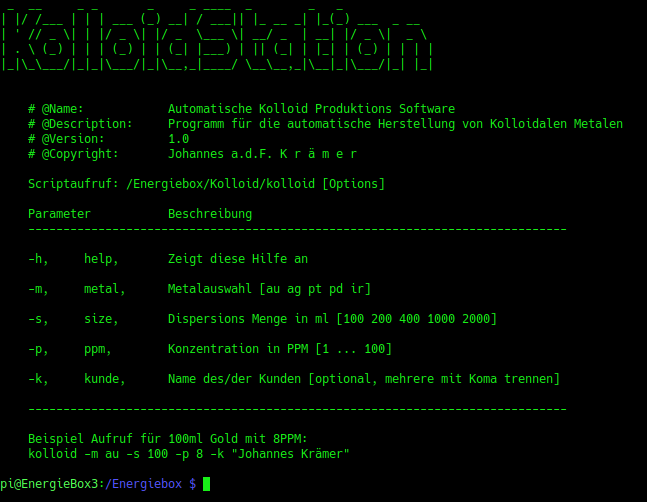 KolloidStation
# @Name: Automatische Kolloid Produktions Software
# @Description: Programm für die automatische Herstellung von Kolloidalen Metalen
# @Version: 1.0
# @Copyright: Johannes a.d.F. K r ä m e r
Scriptaufruf: /Energiebox/Kolloid/kolloid [Options]
Parameter Beschreibung
-----------------------------------------------------------------------------
-h, help, Zeigt diese Hilfe an
-m, metal, Metalauswahl [au ag pt pd ir]
-s, size, Dispersions Menge in ml [100 200 400 1000 2000]
-p, ppm, Konzentration in PPM [1 ... 100]
-k, kunde, Name des/der Kunden [optional, mehrere mit Koma trennen]
-----------------------------------------------------------------------------
Beispiel Aufruf für 100ml Gold mit 8PPM:
kolloid -m au -s 100 -p 8 -k "Johannes Krämer"
pi@EnergieBox3:/Energiebox $